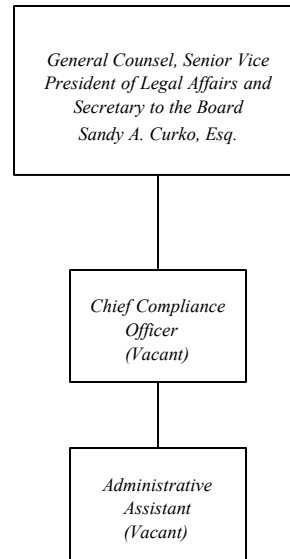 General Counsel, Senior Vice
President of Legal Affairs and
Secretary to the Board
Sandy A. Curko, Esq.
Chief Compliance
Officer
(Vacant)
Administrative
Assistant
(Vacant)